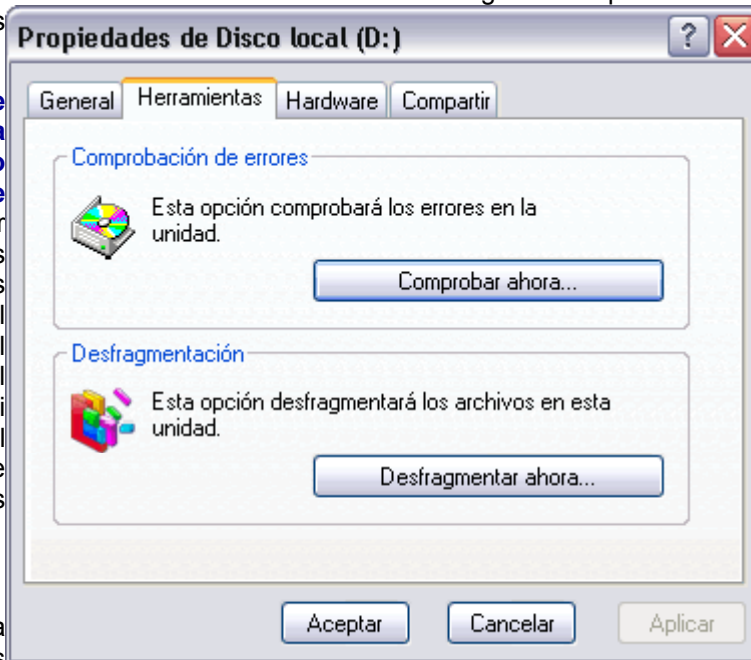 Propiedades de Disco local (D:)
General Herramientas Hardware Compartir
Comprobación de errores
Esta opción comprobará los errores en la
unidad.
Comprobar ahora...
Desfragmentación
Esta opción desfragmentará los archivos en esta
unidad.
Desfragmentar ahora...
Aceptar Cancelar Aplicar